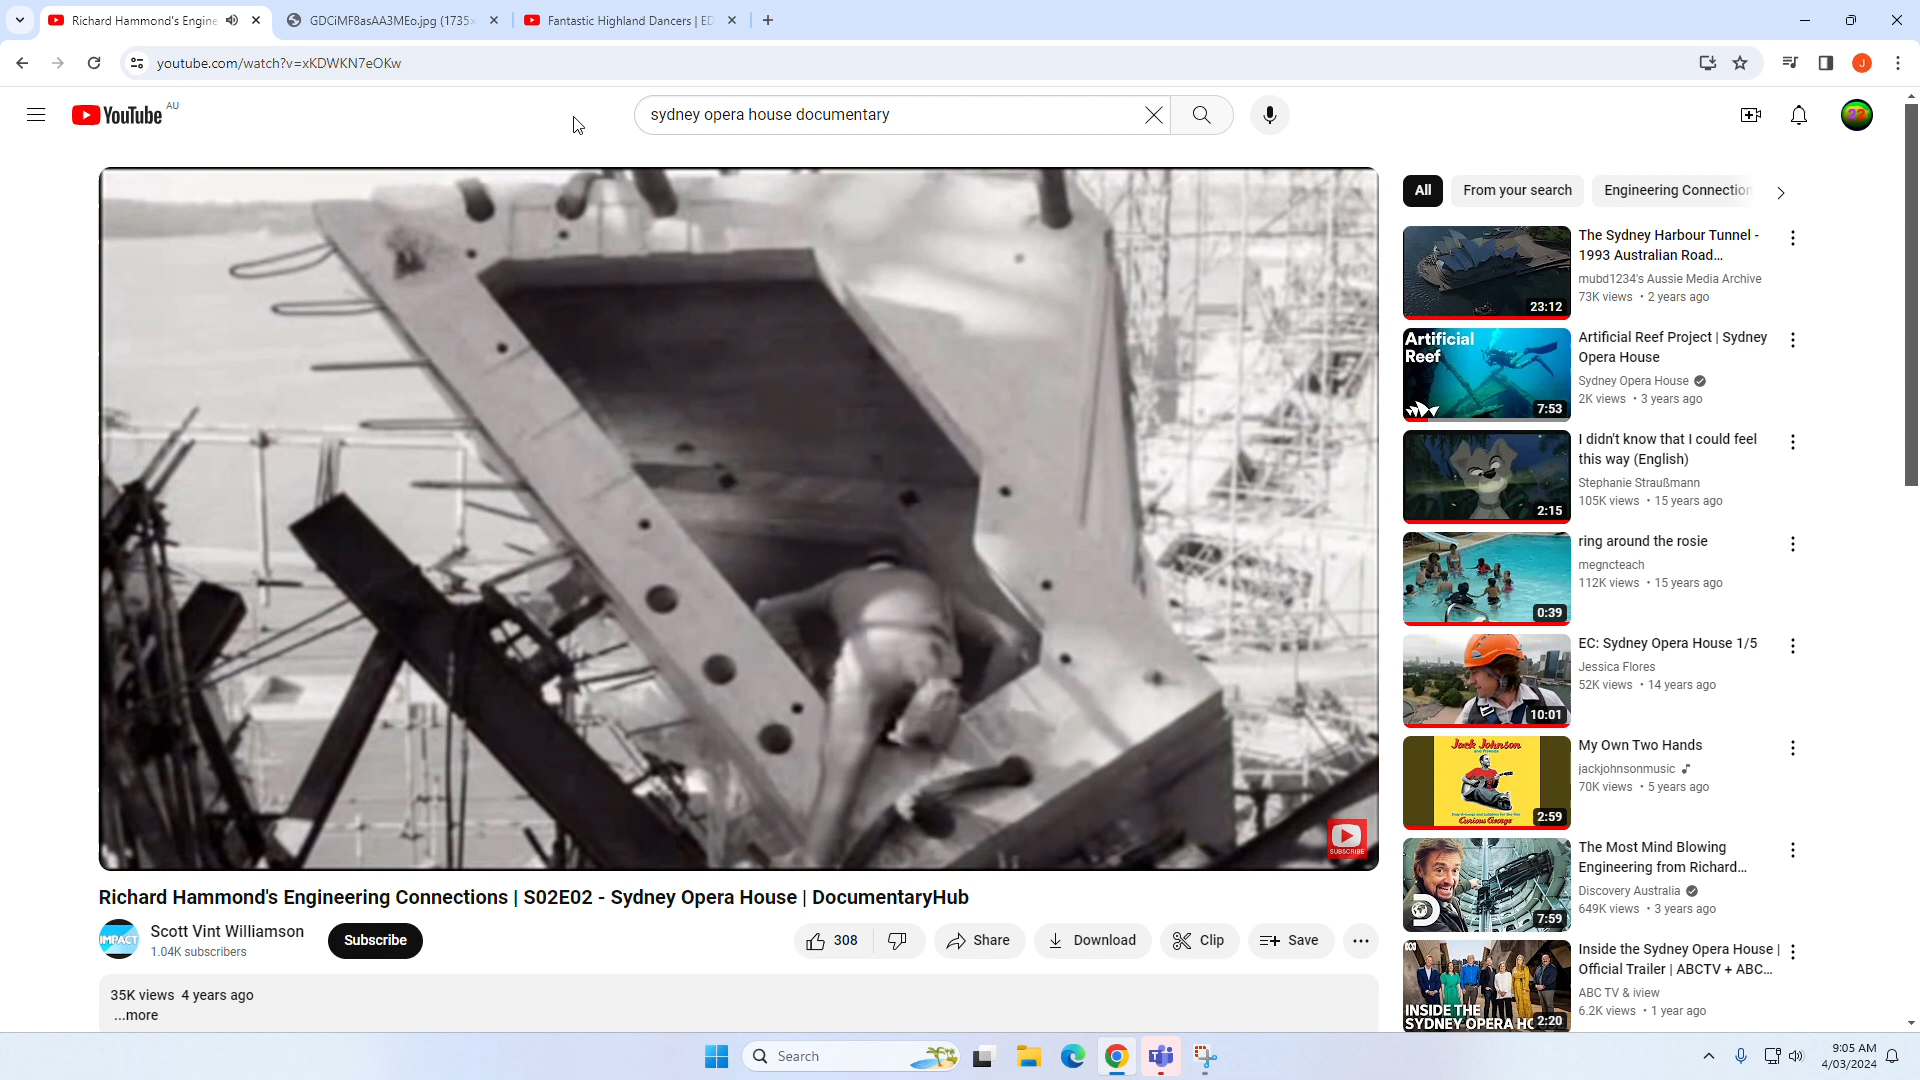 Richard Hammond's Engine
GDCiMF8asAA3MEo.jpg (1735
Fantastic Highland Dancers | ED
youtube.com/watch?v=xKDWKN7eOKw
J
YouTube AU
sydney opera house documentary
22
All
From your search
Engineering Connection
The Sydney Harbour Tunnel -
1993 Australian Road...
mubd1234's Aussie Media Archive
73K views • 2 years ago
23:12
Artificial
Reef
7:53
Artificial Reef Project | Sydney
Opera House
Sydney Opera House
2K views • 3 years ago
I didn't know that I could feel
this way (English)
Stephanie Straußmann
105K views • 15 years ago
2:15
ring around the rosie
megncteach
112K views • 15 years ago
0:39
EC: Sydney Opera House 1/5
Jessica Flores
52K views • 14 years ago
10:01
Jack Johnson
and Friends
Curious George
2:59
My Own Two Hands
jackjohnsonmusic
70K views • 5 years ago
The Most Mind Blowing
Engineering from Richard...
Discovery Australia
649K views • 3 years ago
7:59
Inside the Sydney Opera House |
Official Trailer | ABCTV + ABC...
ABC TV & iview
6.2K views • 1 year ago
INSIDE THE
SYDNEY OPERA HO
2:20
SUBSCRIBE
Richard Hammond's Engineering Connections | S02E02 - Sydney Opera House | DocumentaryHub
IMPACT
Scott Vint Williamson
1.04K subscribers
Subscribe
308
Share
Download
Clip
Save
35K views 4 years ago
...more
Search
9:05 AM
4/03/2024